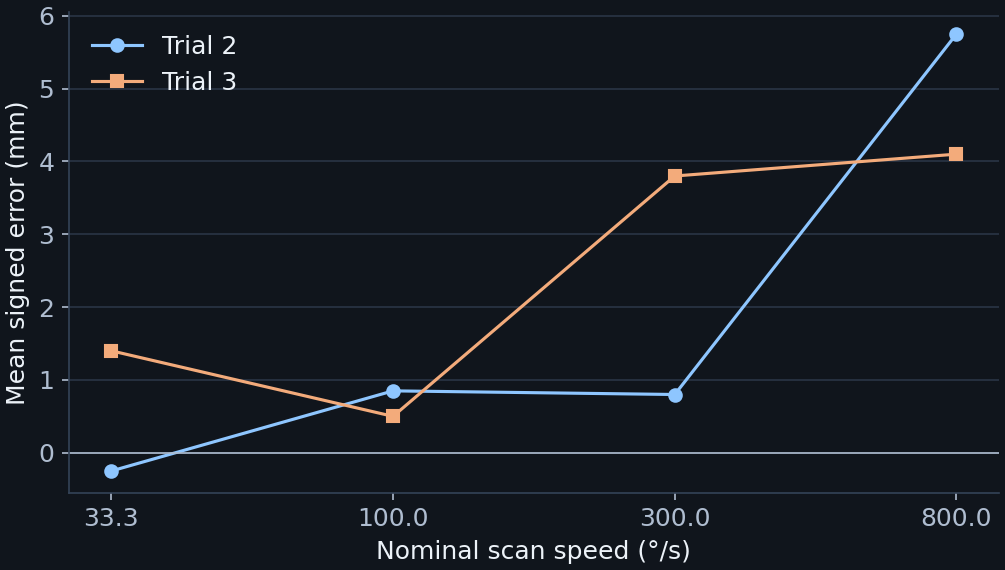 Trial 2
Trial 3
Mean signed error (mm)
6
5
4
3
2
1
0
33.3 100.0 300.0 800.0
Nominal scan speed (°/s)